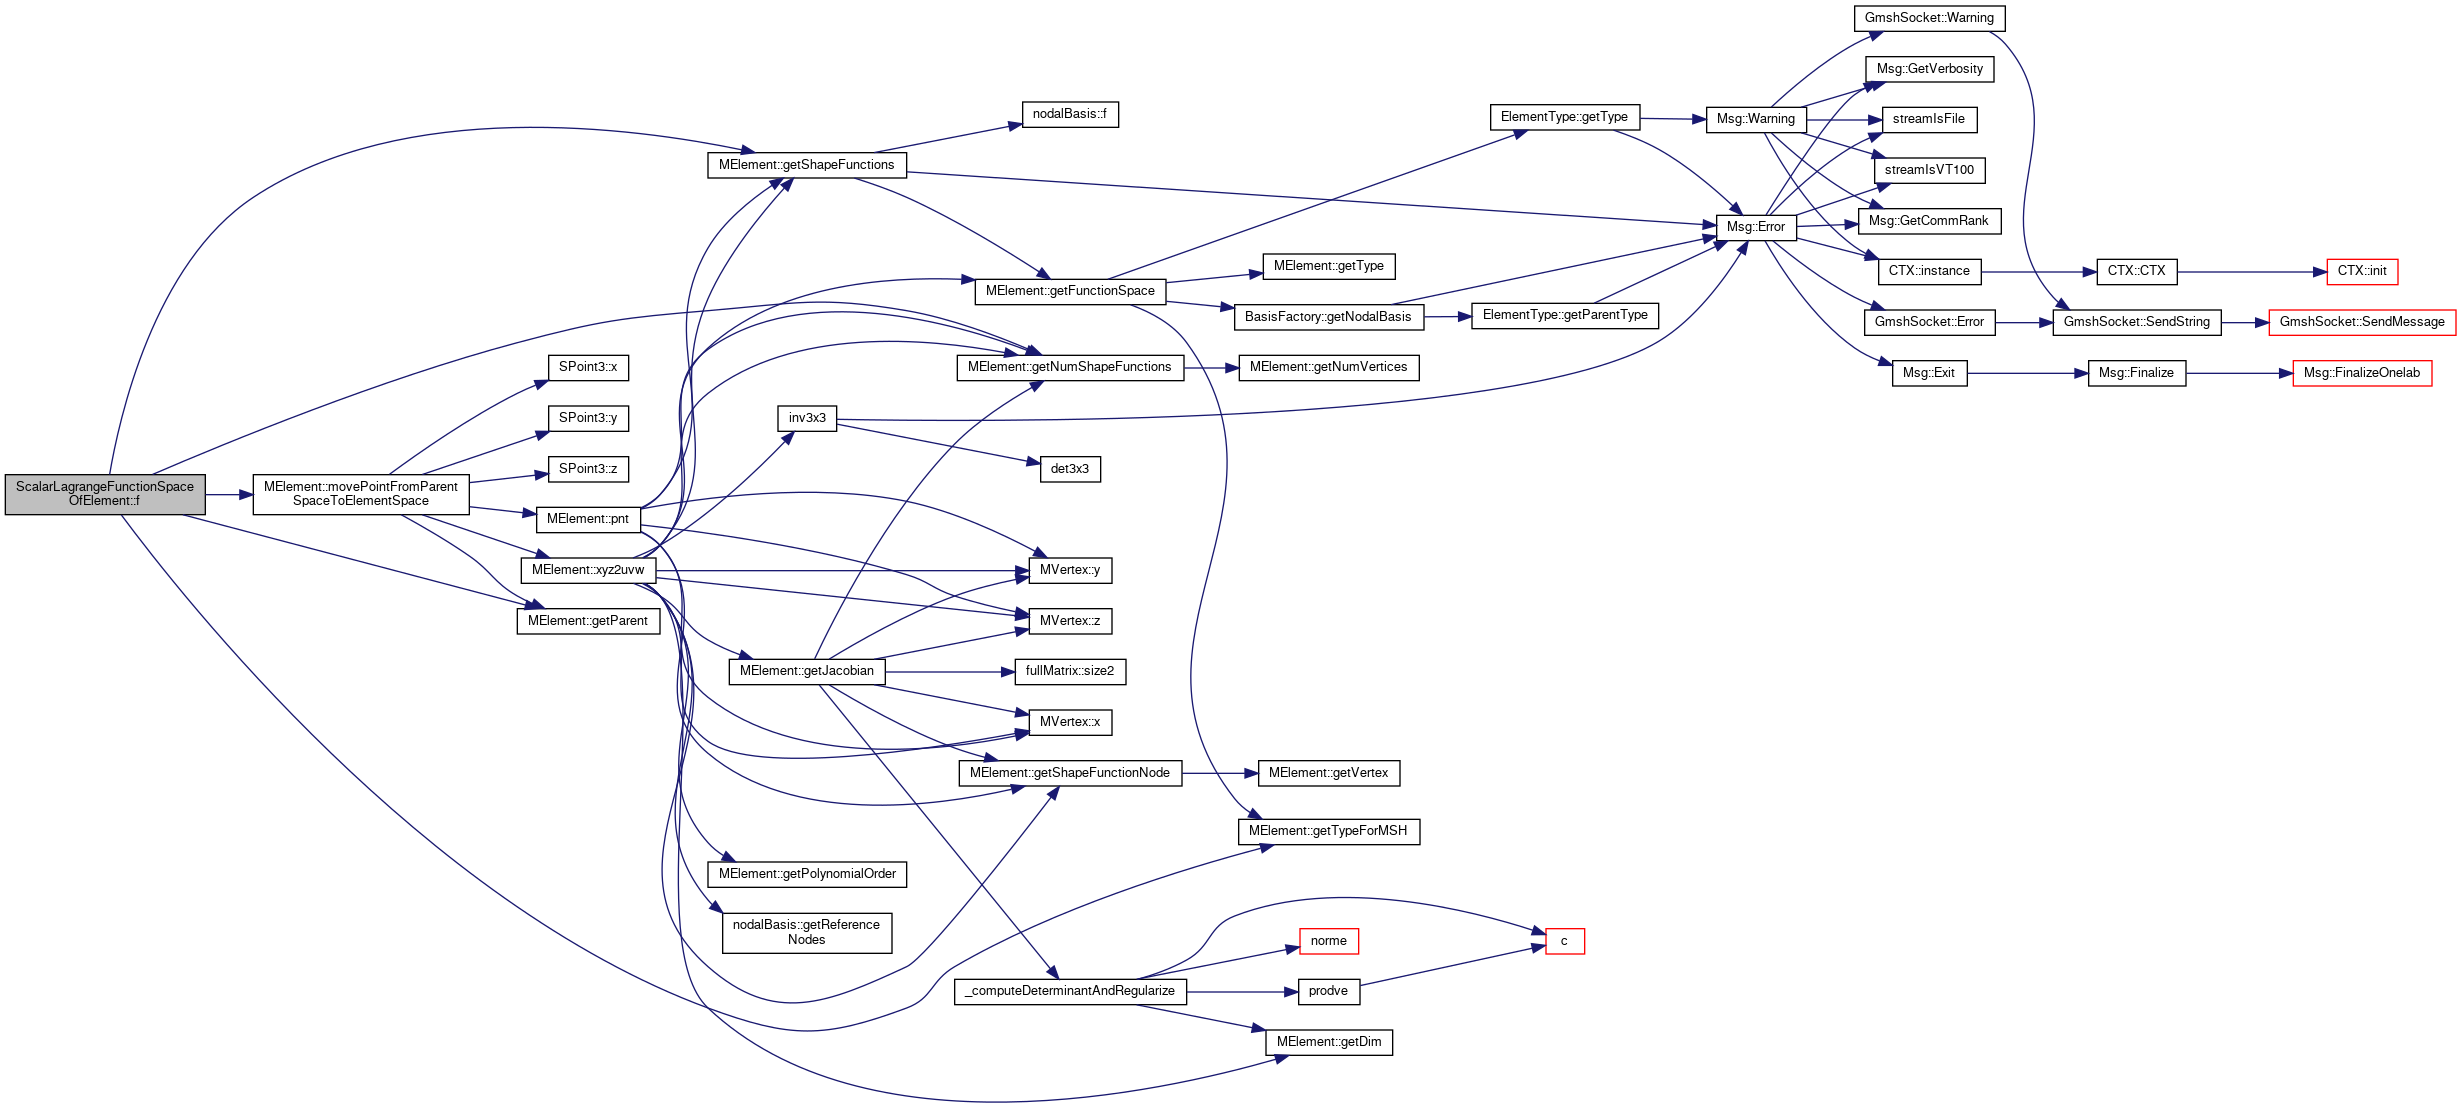 ScalarLagrangeFunctionSpace
OfElement::f
MElement::movePointFromParent
SpaceToElementSpace
SPoint3::x
SPoint3::y
SPoint3::z
MElement::pnt
MElement::xyz2uvw
MElement::getParent
MElement::getShapeFunctions
inv3x3
MElement::getJacobian
MElement::getPolynomialOrder
nodalBasis::getReference
Nodes
nodalBasis::f
MElement::getFunctionSpace
MElement::getNumShapeFunctions
det3x3
MVertex::y
MVertex::z
fullMatrix::size2
MVertex::x
MElement::getShapeFunctionNode
_computeDeterminantAndRegularize
MElement::getType
BasisFactory::getNodalBasis
MElement::getNumVertices
MElement::getVertex
MElement::getTypeForMSH
norme
prodve
MElement::getDim
ElementType::getType
ElementType::getParentType
c
Msg::Warning
Msg::Error
GmshSocket::Warning
Msg::GetVerbosity
streamIsFile
streamIsVT100
Msg::GetCommRank
CTX::instance
GmshSocket::Error
Msg::Exit
CTX::CTX
GmshSocket::SendString
Msg::Finalize
CTX::init
GmshSocket::SendMessage
Msg::FinalizeOnelab